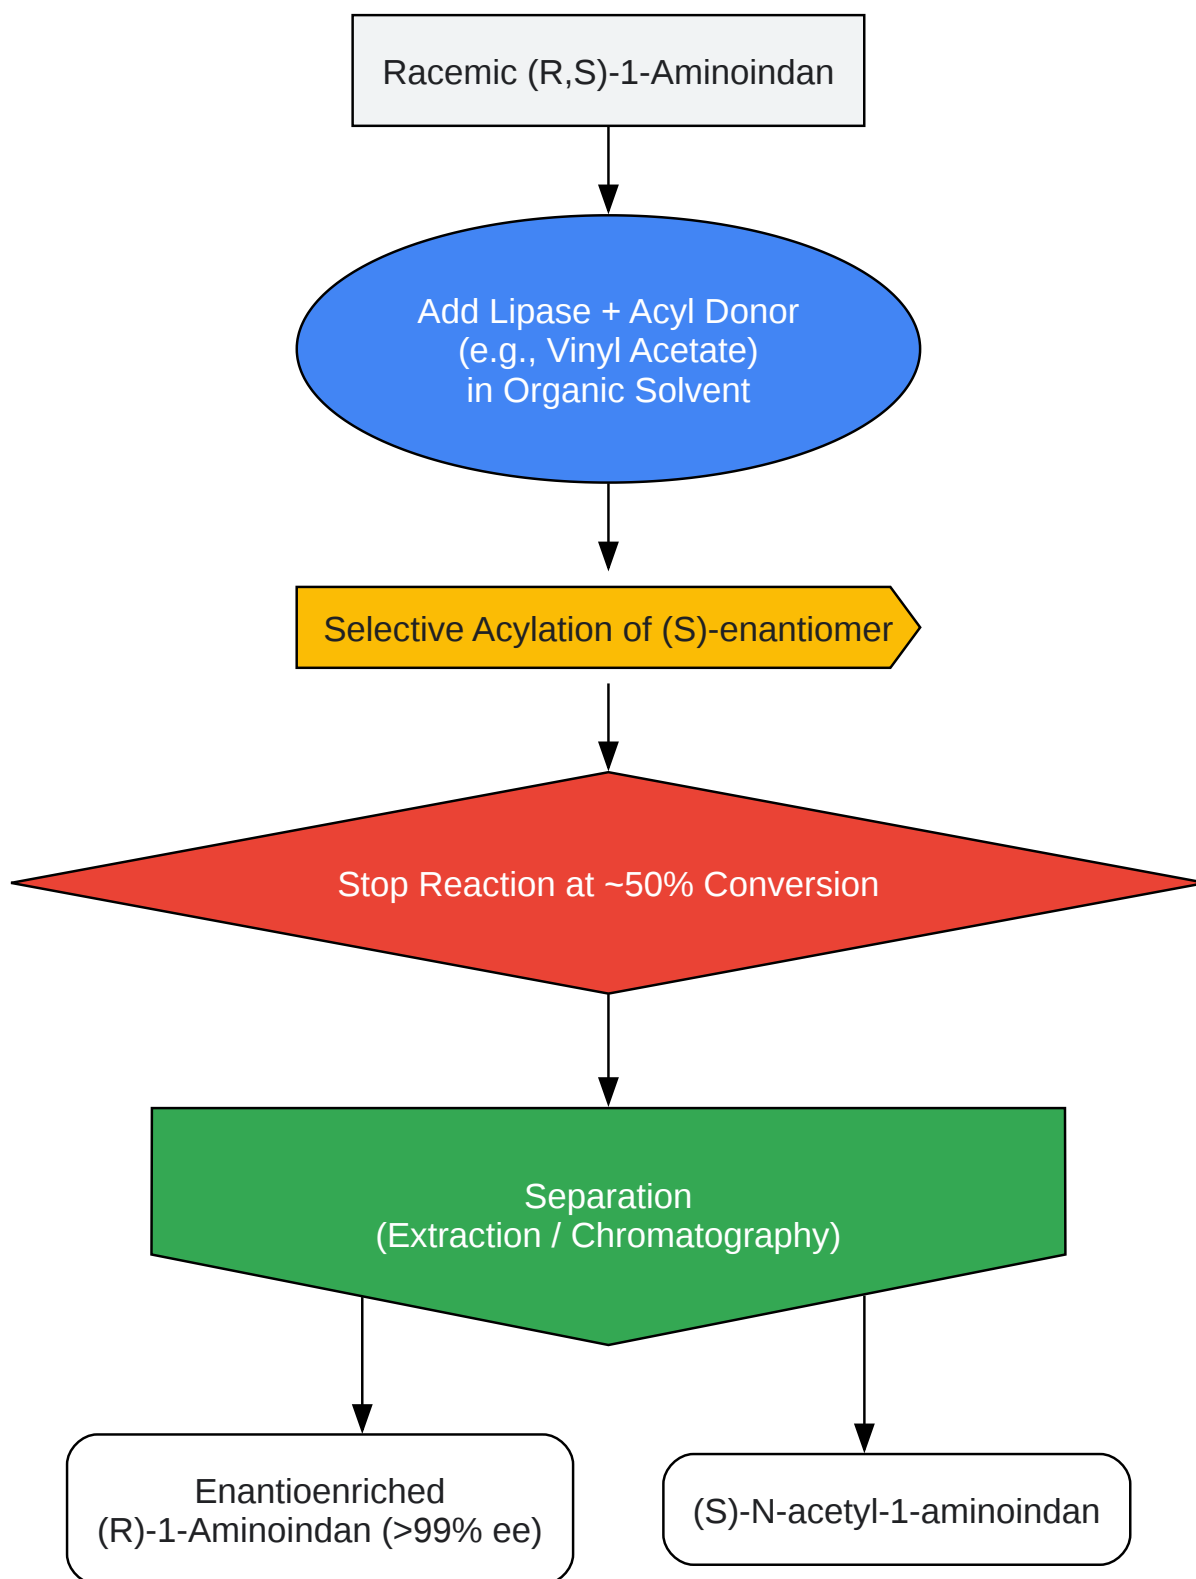 Racemic (R,S)-1-Aminoindan
Add Lipase + Acyl Donor
(e.g., Vinyl Acetate)
in Organic Solvent
Selective Acylation of (S)-enantiomer
Stop Reaction at ~50% Conversion
Separation
(Extraction / Chromatography)
Enantioenriched
(R)-1-Aminoindan (>99% ee)
(S)-N-acetyl-1-aminoindan